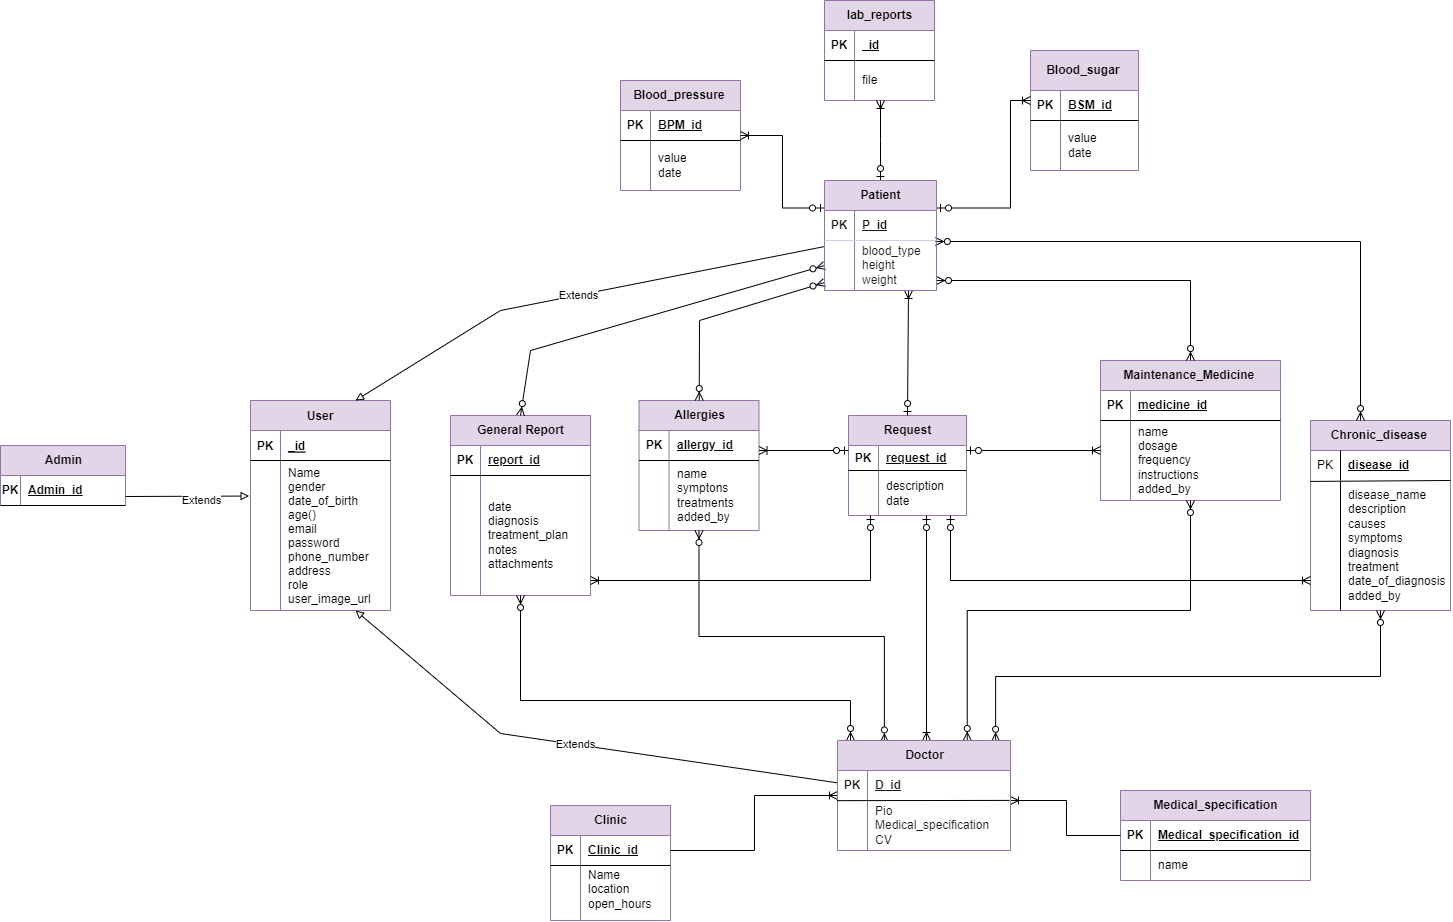 lab_reports
PK _id
file
Blood_sugar
PK BSM_id
value
date
Blood_pressure
PK BPM_id
value
date
Patient
PK P_id
blood_type
height
weight
Extends
Maintenance_Medicine
PK medicine_id
name
dosage
frequency
instructions
added_by
User
PK _id
Name
gender
date_of_birth
age()
email
password
phone_number
address
role
user_image_url
General Report
PK report_id
date
diagnosis
treatment_plan
notes
attachments
Allergies
PK allergy_id
name
symptons
treatments
added_by
Request
PK request_id
description
date
Chronic_disease
PK disease_id
disease_name
description
causes
symptoms
diagnosis
treatment
date_of_diagnosis
added_by
Admin
PK Admin_id
Extends
Extends
Doctor
PK D_id
Pio
Medical_specification
CV
Clinic
PK Clinic_id
Name
location
open_hours
Medical_specification
PK Medical_specification_id
name